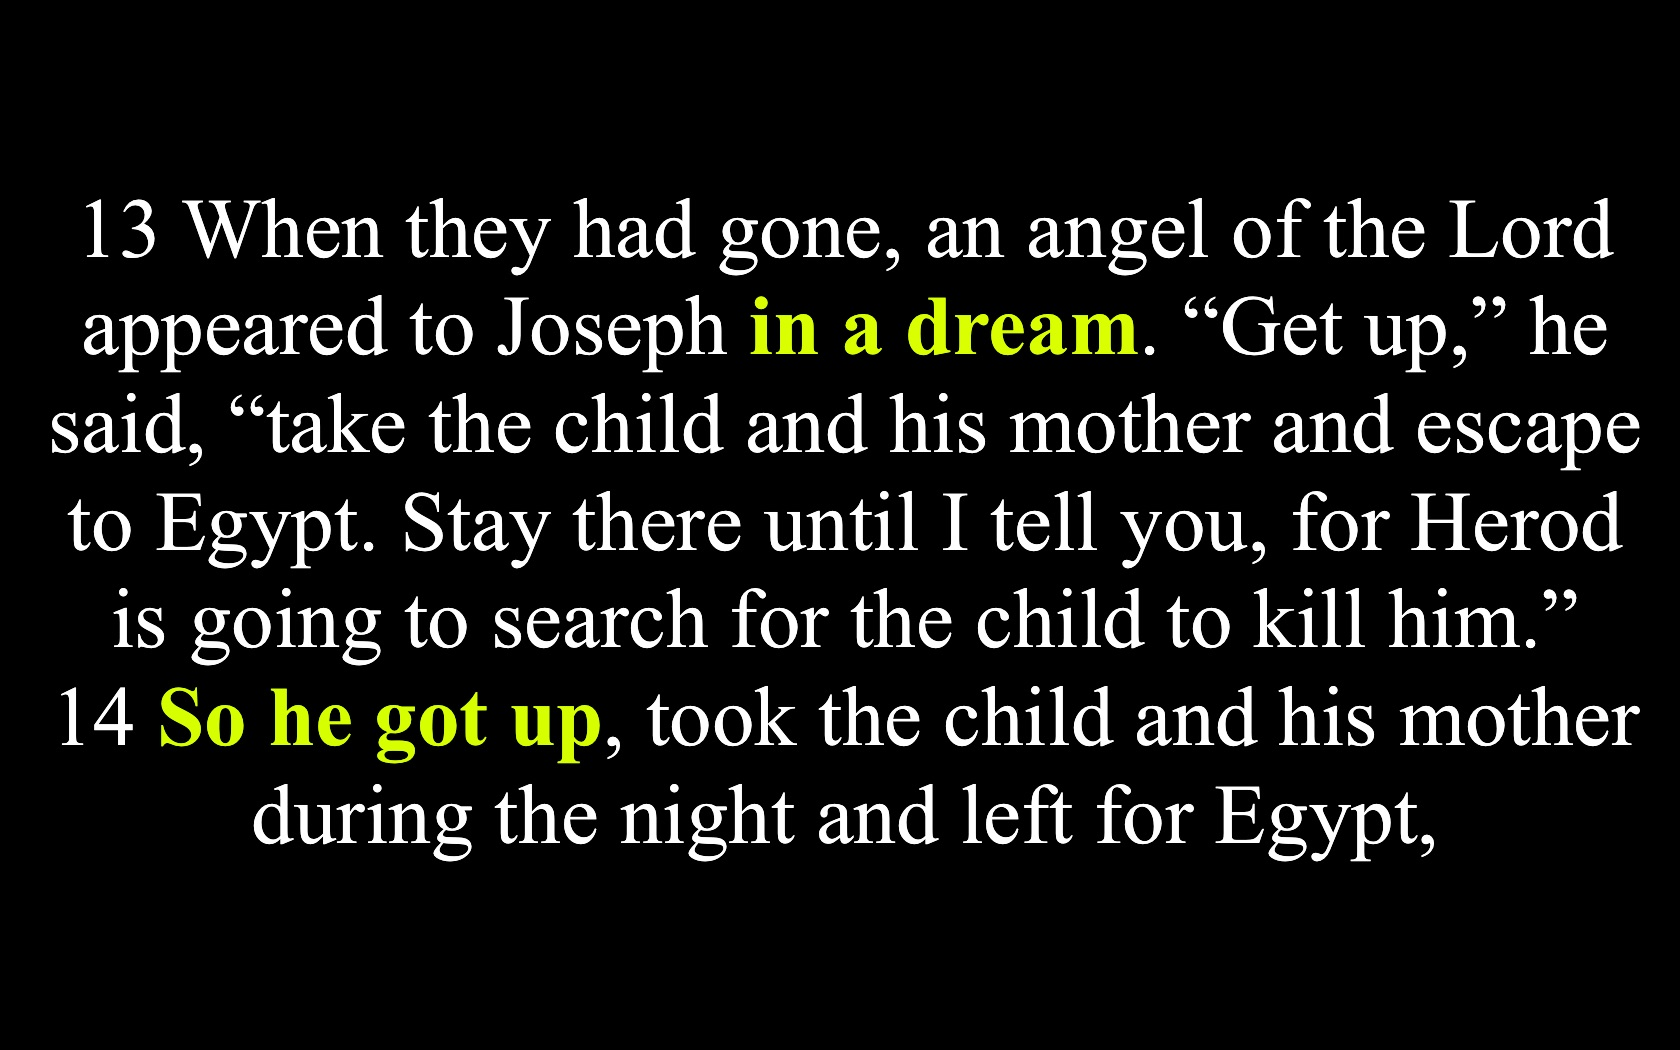 13 When they had gone, an angel of the Lord
appeared to Joseph in a dream. “Get up,” he
said, “take the child and his mother and escape
to Egypt. Stay there until I tell you, for Herod
is going to search for the child to kill him.”
14 So he got up, took the child and his mother
during the night and left for Egypt,